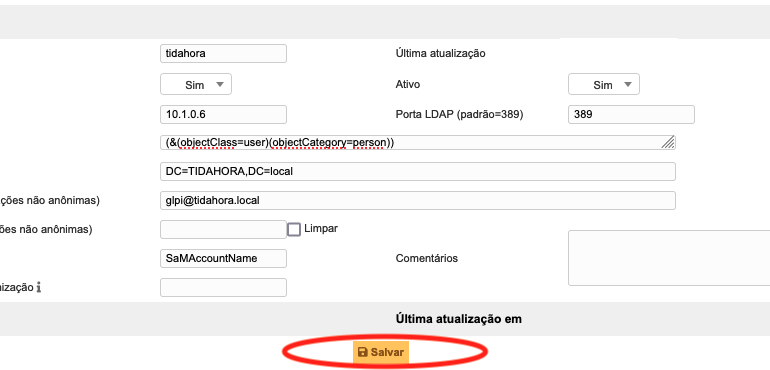 tidahora Última atualização
Sim Ativo Sim
10.1.0.6 Porta LDAP (padrão=389) 389
(&(objectClass=user)(objectCategory=person))
DC=TIDAHORA,DC=local
ções não anônimas) glpi@tidahora.local
ões não anônimas) Limpar
SaMAccountName Comentários
nização
Última atualização em
Salvar